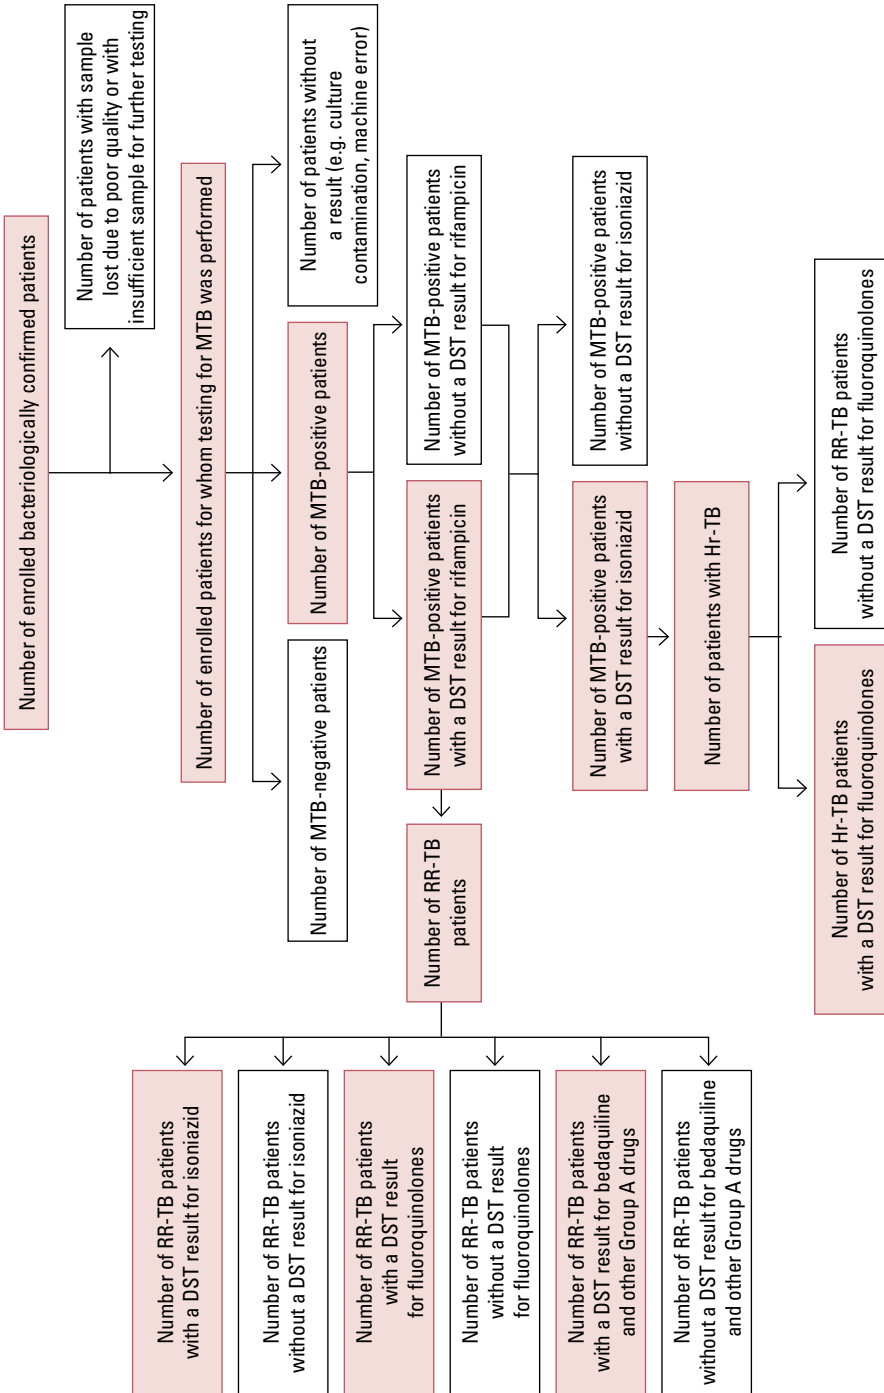 Number of enrolled bacteriologically confirmed patients
Number of patients with sample
lost due to poor quality or with
insufficient sample for further testing
Number of enrolled patients for whom testing for MTB was performed
Number of MTB-negative patients
Number of MTB-positive patients
Number of patients without
a result (e.g. culture
contamination, machine error)
Number of RR-TB
patients
Number of MTB-positive patients
with a DST result for rifampicin
Number of MTB-positive patients
without a DST result for rifampicin
Number of RR-TB patients
with a DST result for isoniazid
Number of RR-TB patients
without a DST result for isoniazid
Number of RR-TB patients
with a DST result
for fluoroquinolones
Number of RR-TB patients
without a DST result
for fluoroquinolones
Number of RR-TB patients
with a DST result for bedaquiline
and other Group A drugs
Number of RR-TB patients
without a DST result for bedaquiline
and other Group A drugs
Number of MTB-positive patients
with a DST result for isoniazid
Number of MTB-positive patients
without a DST result for isoniazid
Number of patients with Hr-TB
Number of Hr-TB patients
with a DST result for fluoroquinolones
Number of RR-TB patients
without a DST result for fluoroquinolones